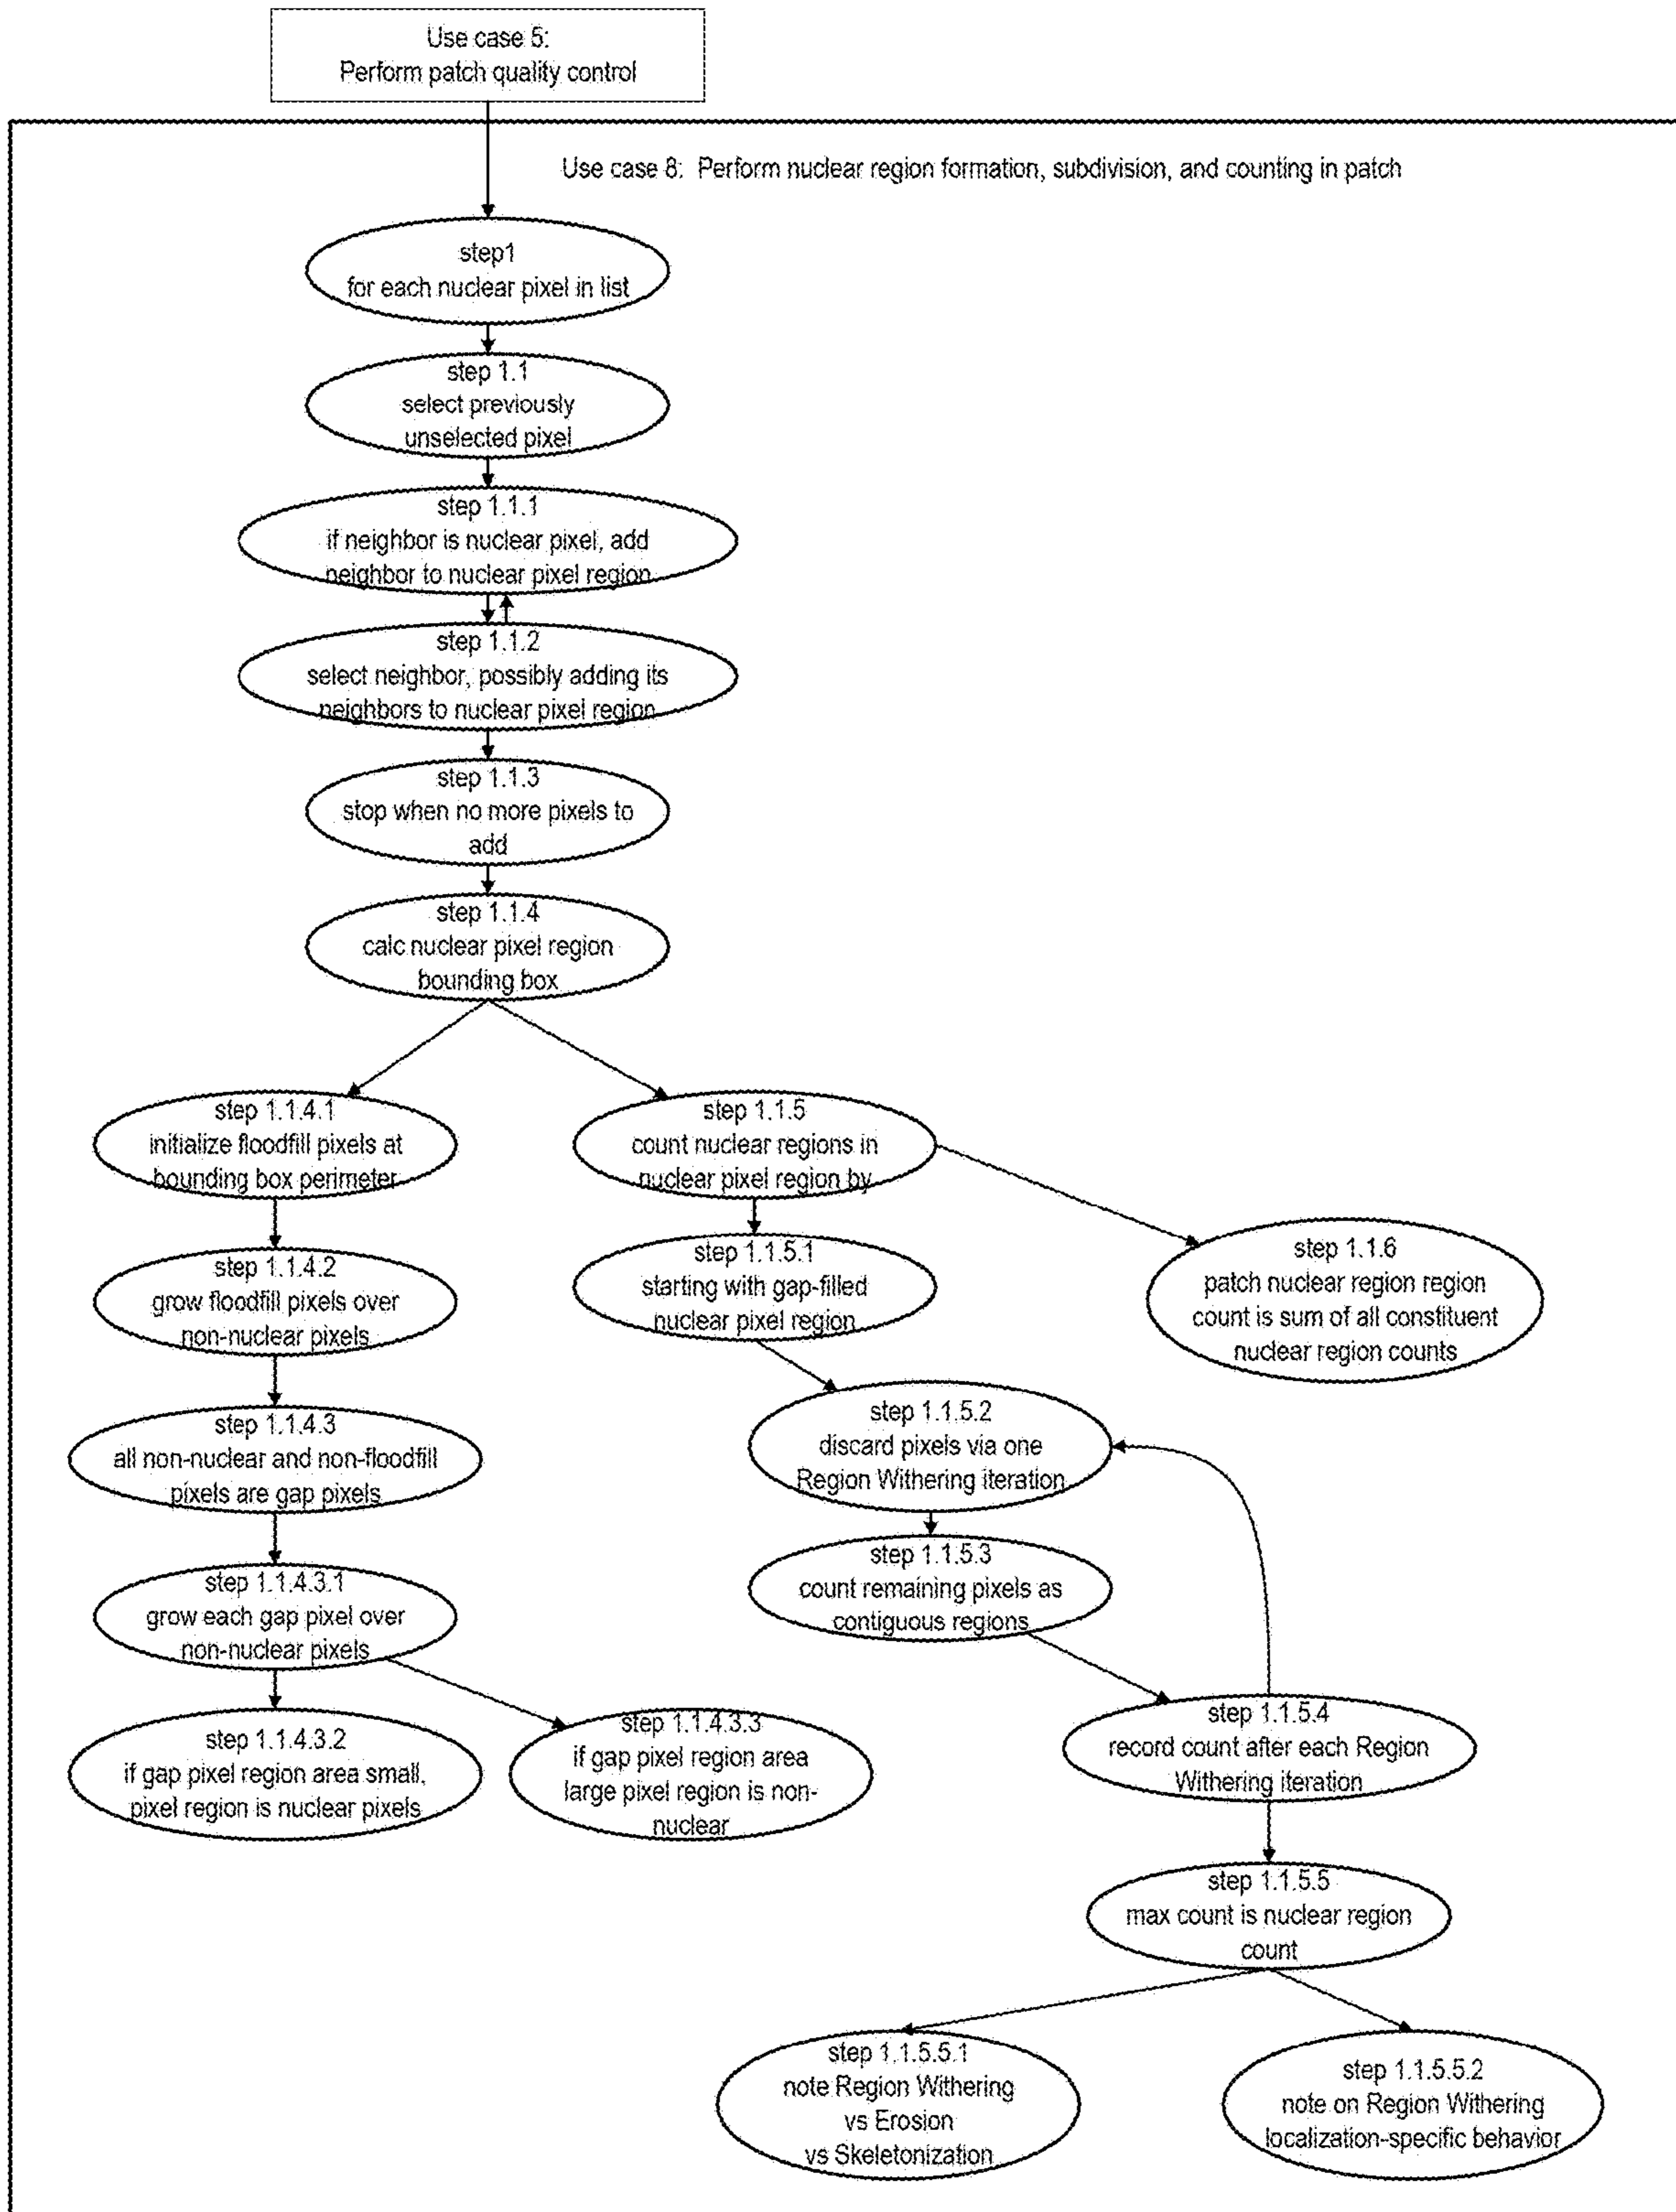 Use case 5:
Perform patch quality control
Use case 8: Perform nuclear region formation, subdivision, and counting in patch
step1
for each nuclear pixel in list
step 1.1
select previously
unselected pixel
step 1.1.1
if neighbor is nuclear pixel, add
neighbor to nuclear pixel region
step 1.1.2
select neighbor, possibly adding its
neighbors to nuclear pixel region
step 1.1.3
stop when no more pixels to
add
step 1.1.4
calc nuclear pixel region
bounding box
step 1.1.4.1
initialize floodfill pixels at
bounding box perimeter
step 1.1.4.2
grow floodfill pixels over
non-nuclear pixels
step 1.1.4.3
all non-nuclear and non-floodfill
pixels are gap pixels
step 1.1.4.3.1
grow each gap pixel over
non-nuclear pixels
step 1.1.4.3.2
if gap pixel region area small,
pixel region is nuclear pixels
step 1.1.4.3.3
if gap pixel region area
large pixel region is non-
nuclear
step 1.1.5
count nuclear regions in
nuclear pixel region by
step 1.1.5.1
starting with gap-filled
nuclear pixel region
step 1.1.6
patch nuclear region region
count is sum of all constituent
nuclear region counts
step 1.1.5.2
discard pixels via one
Region Withering iteration
step 1.1.5.3
count remaining pixels as
contiguous regions
step 1.1.5.4
record count after each Region
Withering iteration
step 1.1.5.5
max count is nuclear region
count
step 1.1.5.5.1
note Region Withering
vs Erosion
vs Skeletonization
step 1.1.5.5.2
note on Region Withering
localization-specific behavior